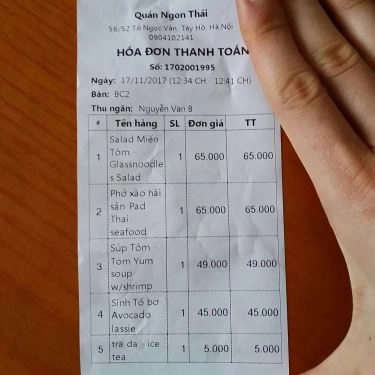 Quán Ngon Thái
56/52 Tô Ngọc Vân, Tây Hồ, Hà Nội
0904102141
HÓA ĐƠN THANH TOÁN
Số: 1702001995
Ngày: 17/11/2017 (12:34 CH - 12:41 CH)
Bàn: BC2
Thu ngân: Nguyễn Văn B
# Tên hàng SL Đơn giá TT
1 Salad Miến Tôm - Glassnoodles Salad 1 65.000 65.000
2 Phở xào hải sản Pad Thai seafood 1 65.000 65.000
3 Súp Tôm - Tom Yum soup w/shrimp 1 49.000 49.000
4 Sinh Tố bơ Avocado lassie 1 45.000 45.000
5 trà đá - ice tea 1 5.000 5.000